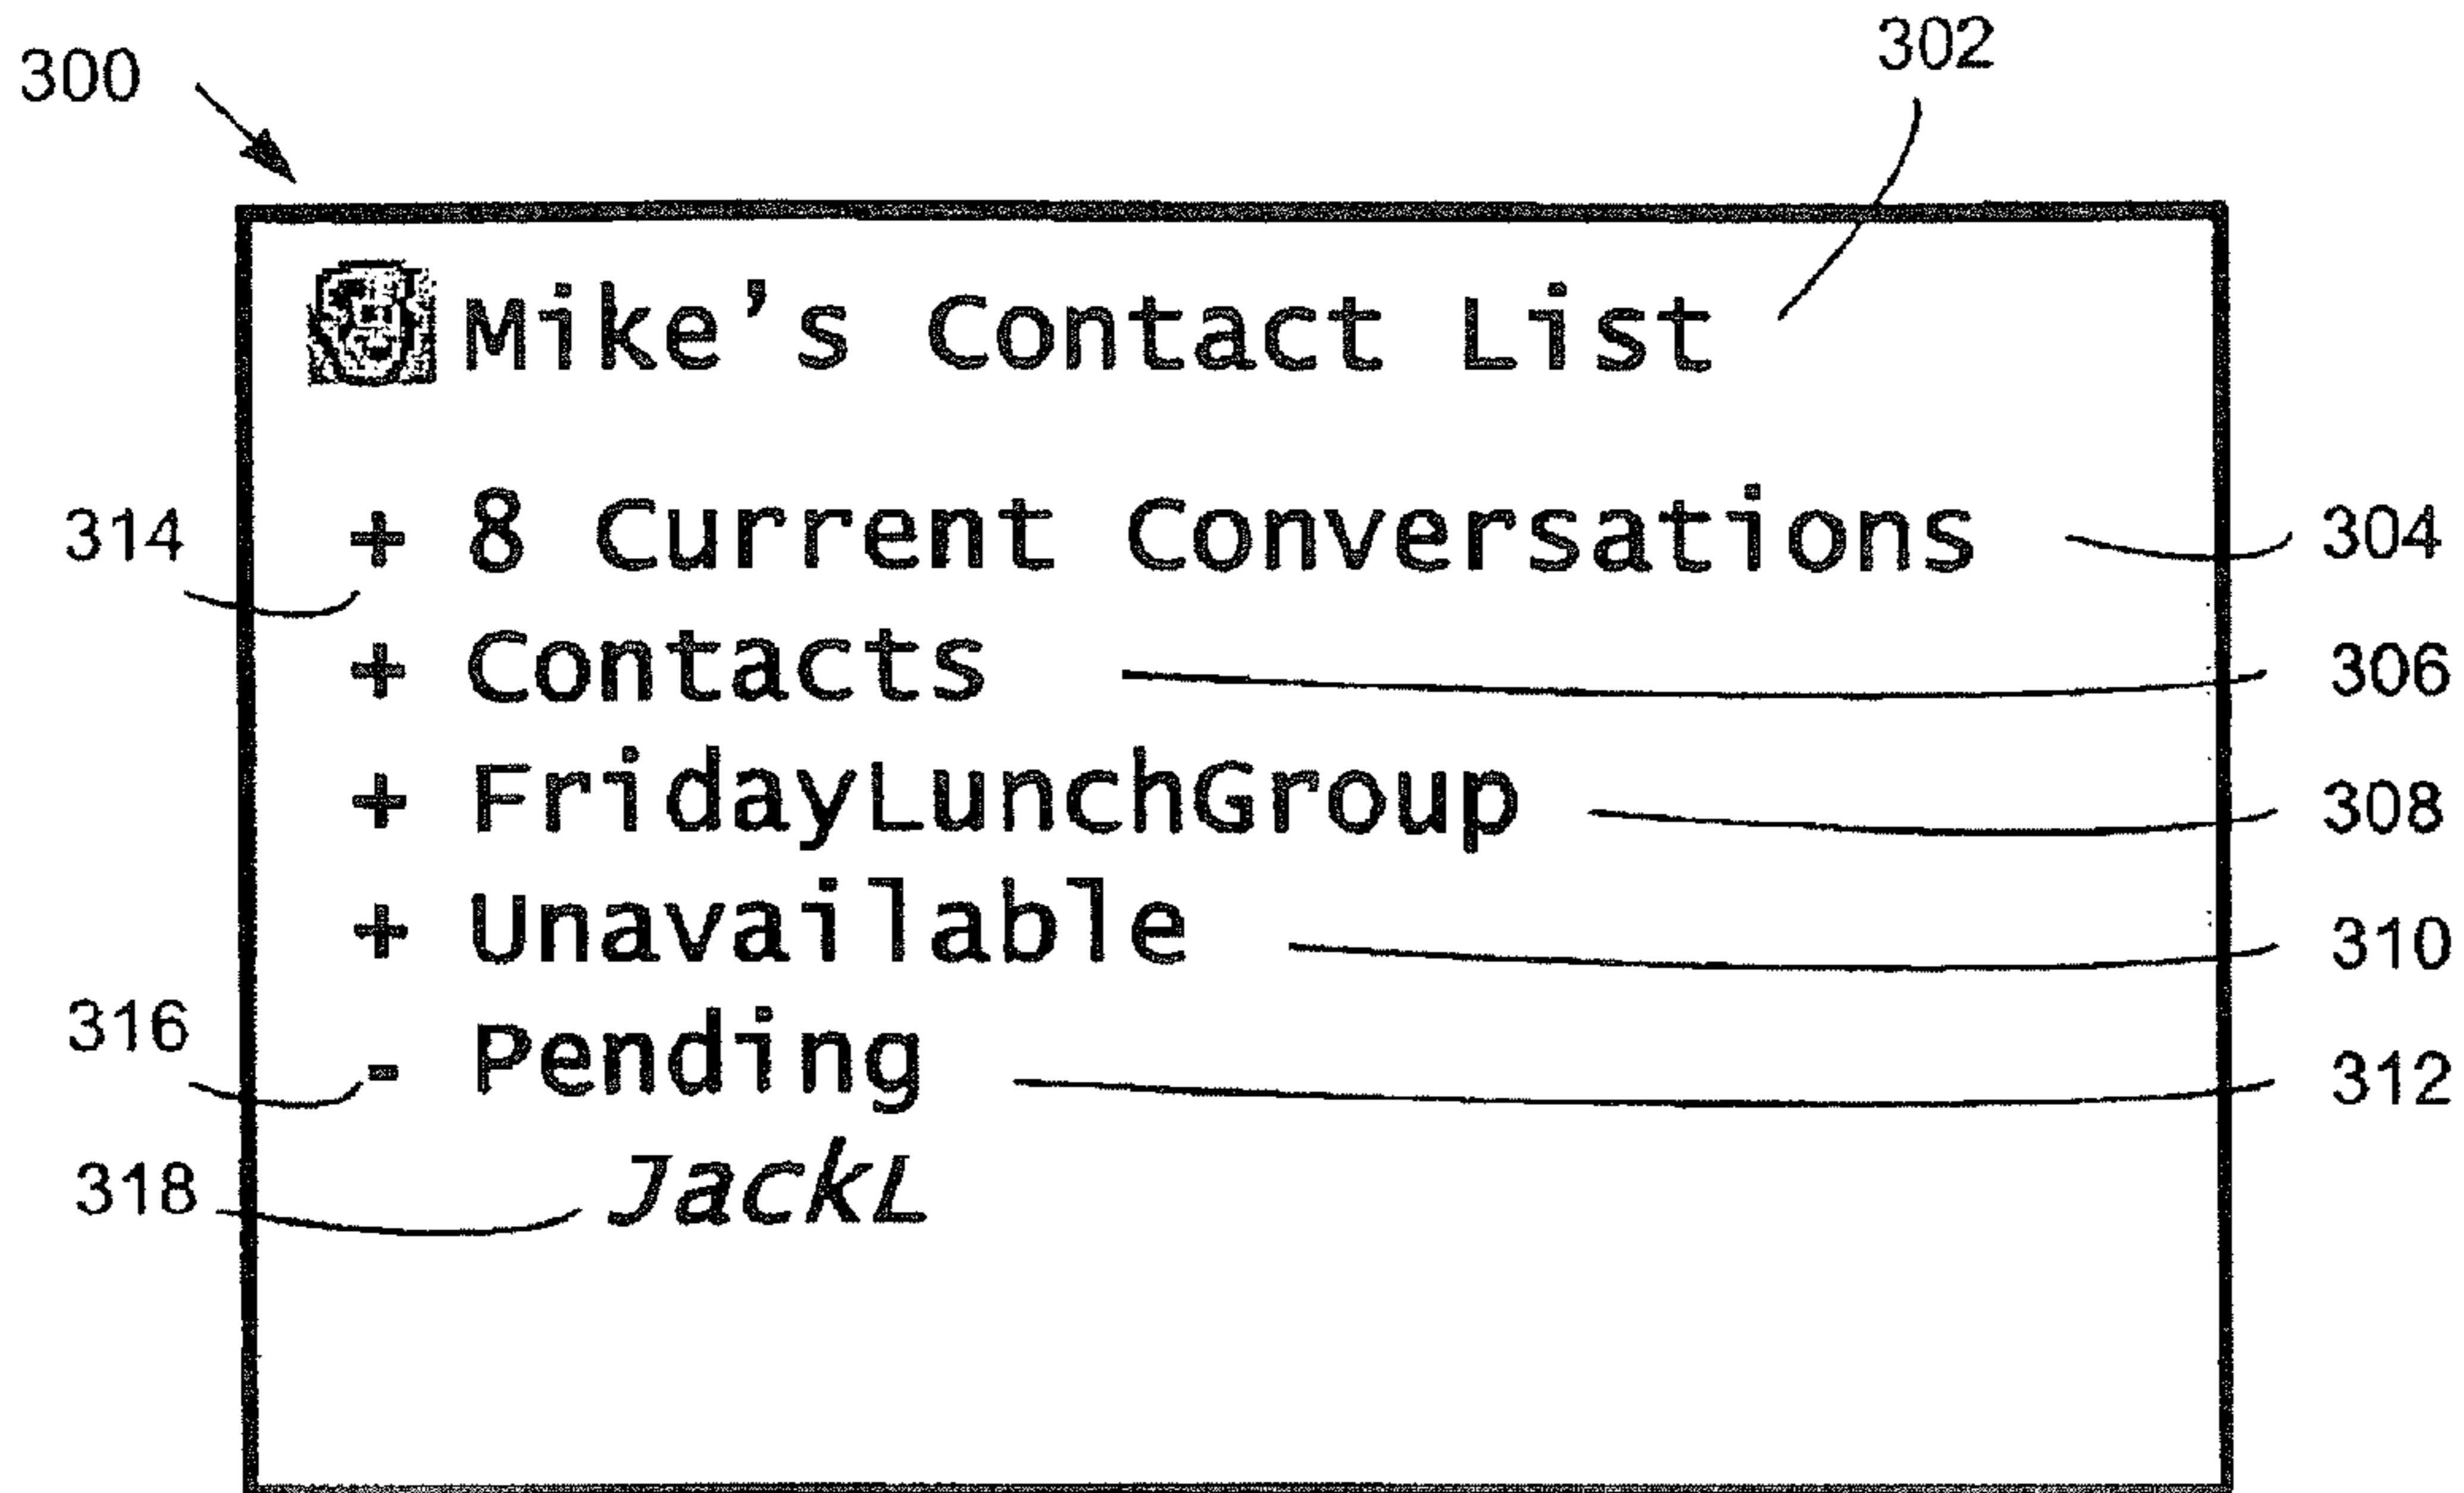 300
302
Mike's Contact List
314 + 8 Current Conversations 304
+ Contacts 306
+ FridayLunchGroup 308
+ Unavailable 310
316 - Pending 312
318 JackL